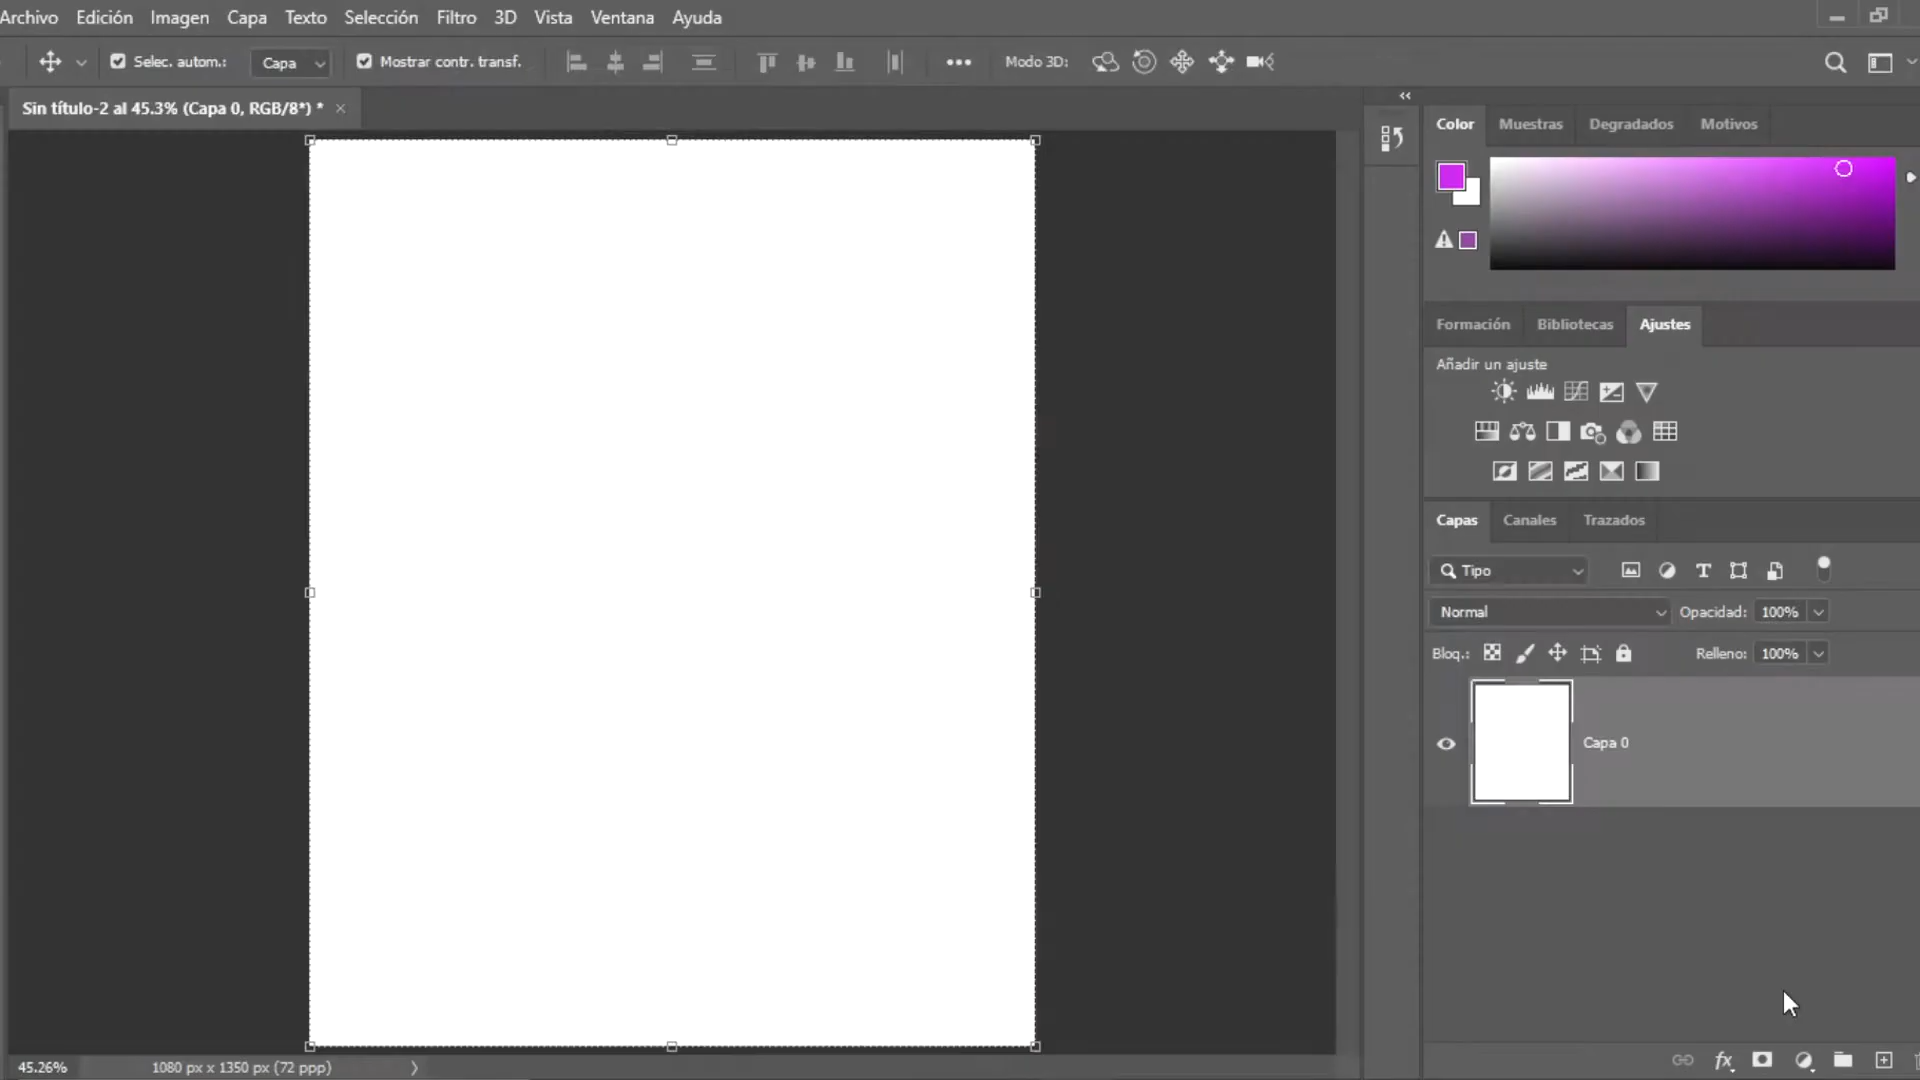 Archivo Edición Imagen Capa Texto Selección Filtro 3D Vista Ventana Ayuda
Selec. autom.: Capa Mostrar contr. transf. Modo 3D:
Sin título-2 al 45.3% (Capa 0, RGB/8*) *
Color Muestras Degradados Motivos
Formación Bibliotecas Ajustes
Añadir un ajuste
Capas Canales Trazados
Tipo
Normal Opacidad: 100%
Bloq.: Relleno: 100%
Capa 0
fx
45.26% 1080 px x 1350 px (72 ppp)